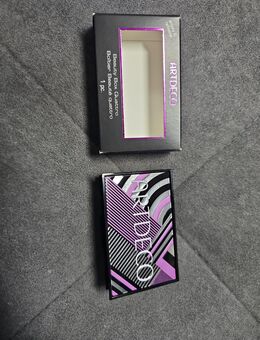 ARTDECO
Beauty Box Quattro
Boîtier Beauté quattro
1 pc.
ARTDECO